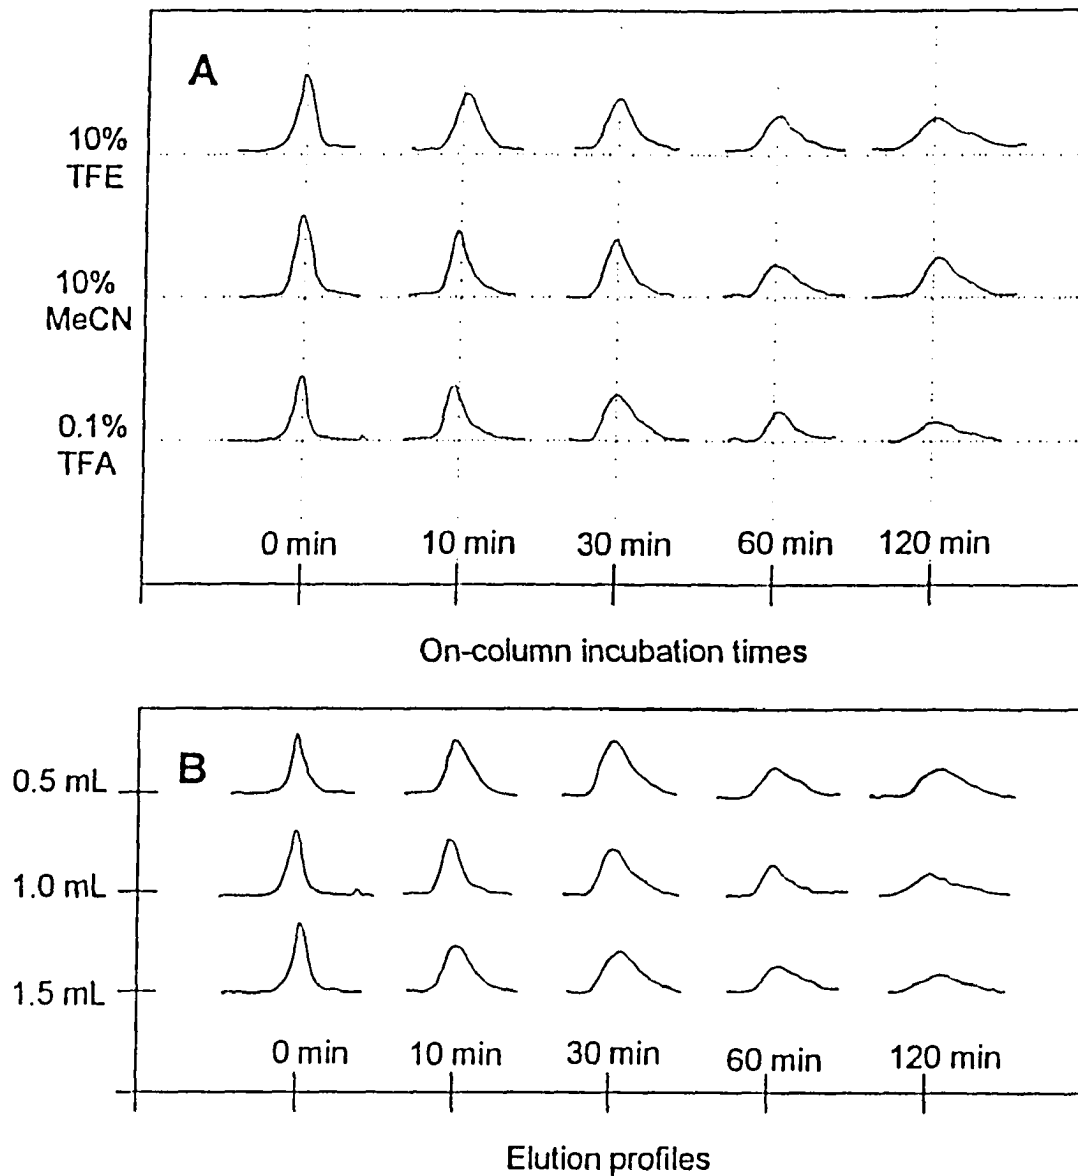 A
10%
TFE
10%
MeCN
0.1%
TFA
0 min 10 min 30 min 60 min 120 min
On-column incubation times
B
0.5 mL
1.0 mL
1.5 mL
0 min 10 min 30 min 60 min 120 min
Elution profiles